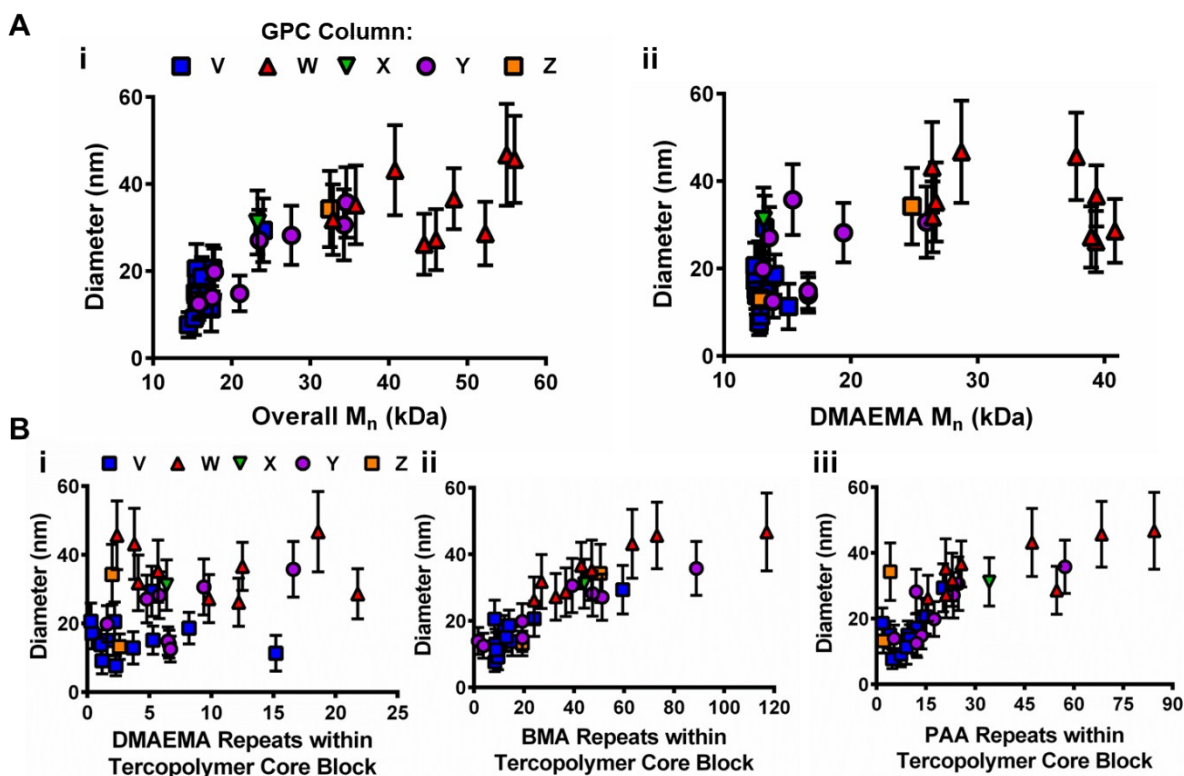 A
GPC Column:
i
V W X Y Z
Diameter (nm)
60
40
20
0
10 20 30 40 50 60
Overall Mn (kDa)
ii
Diameter (nm)
60
40
20
0
10 20 30 40
DMAEMA Mn (kDa)
B
i
V W X Y Z
Diameter (nm)
60
40
20
0
0 5 10 15 20 25
DMAEMA Repeats within
Tercopolymer Core Block
ii
Diameter (nm)
60
40
20
0
0 20 40 60 80 100 120
BMA Repeats within
Tercopolymer Core Block
iii
Diameter (nm)
60
40
20
0
0 15 30 45 60 75 90
PAA Repeats within
Tercopolymer Core Block